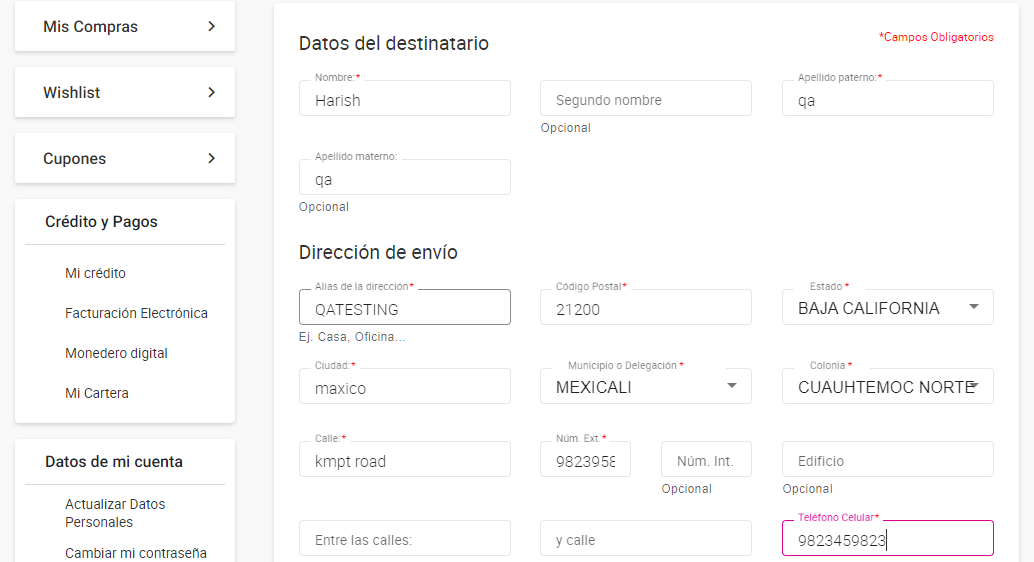 Mis Compras
Wishlist
Cupones
Crédito y Pagos
Mi crédito
Facturación Electrónica
Monedero digital
Mi Cartera
Datos de mi cuenta
Actualizar Datos
Personales
Cambiar mi contraseña
Datos del destinatario
*Campos Obligatorios
Nombre:*
Harish
Segundo nombre
Opcional
Apellido paterno:*
qa
Apellido materno:
qa
Opcional
Dirección de envío
Alias de la dirección*
QATESTING
Ej. Casa, Oficina...
Código Postal*
21200
Estado *
BAJA CALIFORNIA
Ciudad:*
maxico
Municipio o Delegación *
MEXICALI
Colonia *
CUAUHTEMOC NORTE
Calle:*
kmpt road
Núm. Ext.*
9823958
Núm. Int.
Opcional
Edificio
Opcional
Entre las calles:
y calle
Teléfono Celular*
9823459823